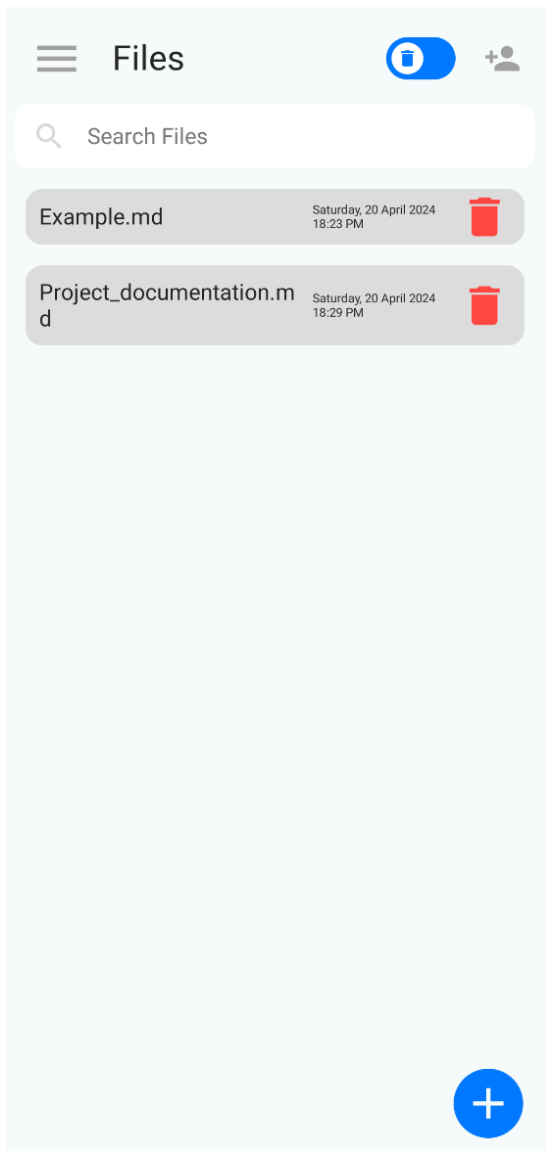 Files
Search Files
Example.md
Saturday, 20 April 2024
18:23 PM
Project_documentation.m
d
Saturday, 20 April 2024
18:29 PM